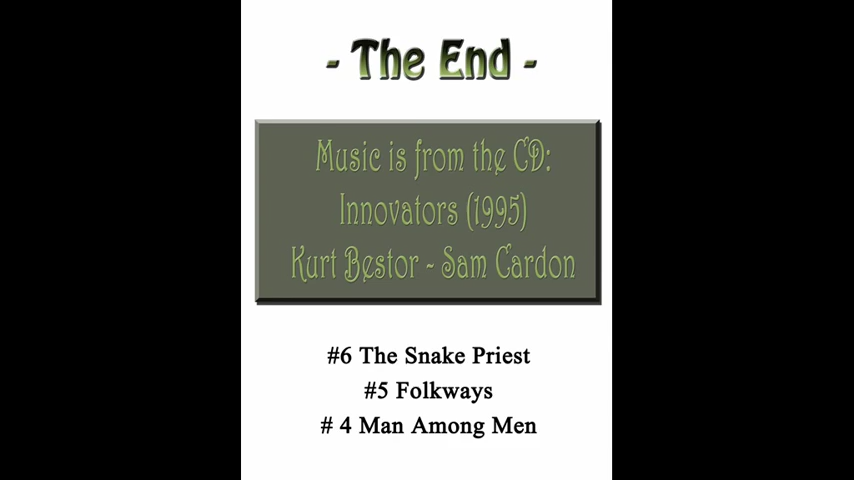 - The End -
Music is from the CD:
Innovators (1995)
Kurt Bestor - Sam Cardon
#6 The Snake Priest
#5 Folkways
# 4 Man Among Men